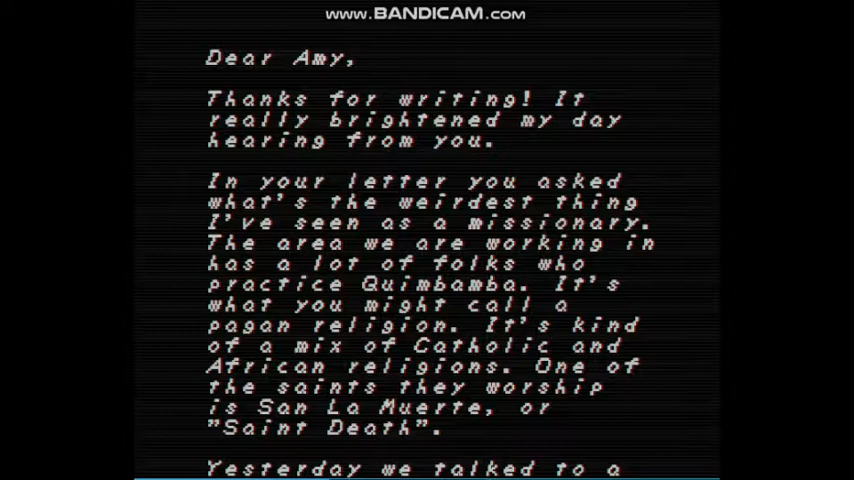 www.BANDICAM.com
Dear Amy,
Thanks for writing! It
really brightened my day
hearing from you.
In your letter you asked
what's the weirdest thing
I've seen as a missionary.
The area we are working in
has a lot of folks who
practice Quimbamba. It's
what you might call a
pagan religion. It's kind
of a mix of Catholic and
African religions. One of
the saints they worship
is San La Muerte, or
"Saint Death".
Yesterday we talked to a